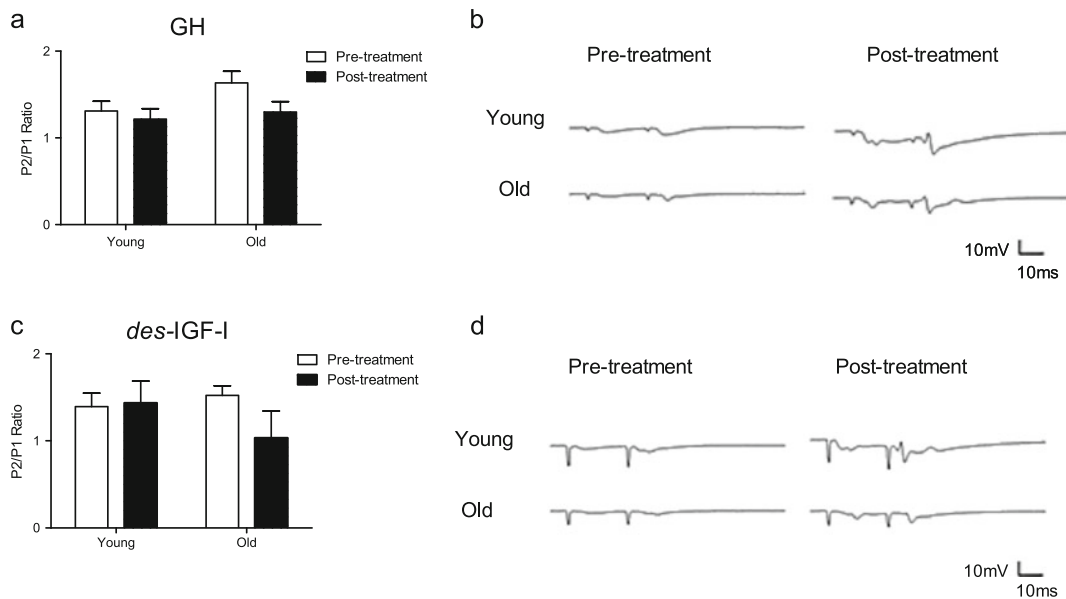 a
GH
2
1
0
P2/P1 Ratio
Young
Old
Pre-treatment
Post-treatment
b
Pre-treatment
Post-treatment
Young
Old
10mV
10ms
c
des-IGF-I
2
1
0
P2/P1 Ratio
Young
Old
Pre-treatment
Post-treatment
d
Pre-treatment
Post-treatment
Young
Old
10mV
10ms